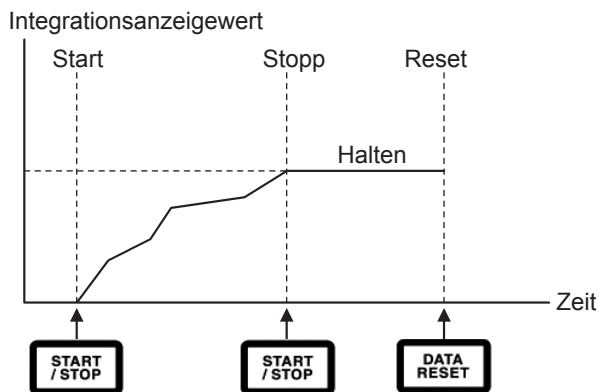 Integrationsanzeigewert
Start Stopp Reset
Halten
Zeit
START
/ STOP
START
/ STOP
DATA
RESET